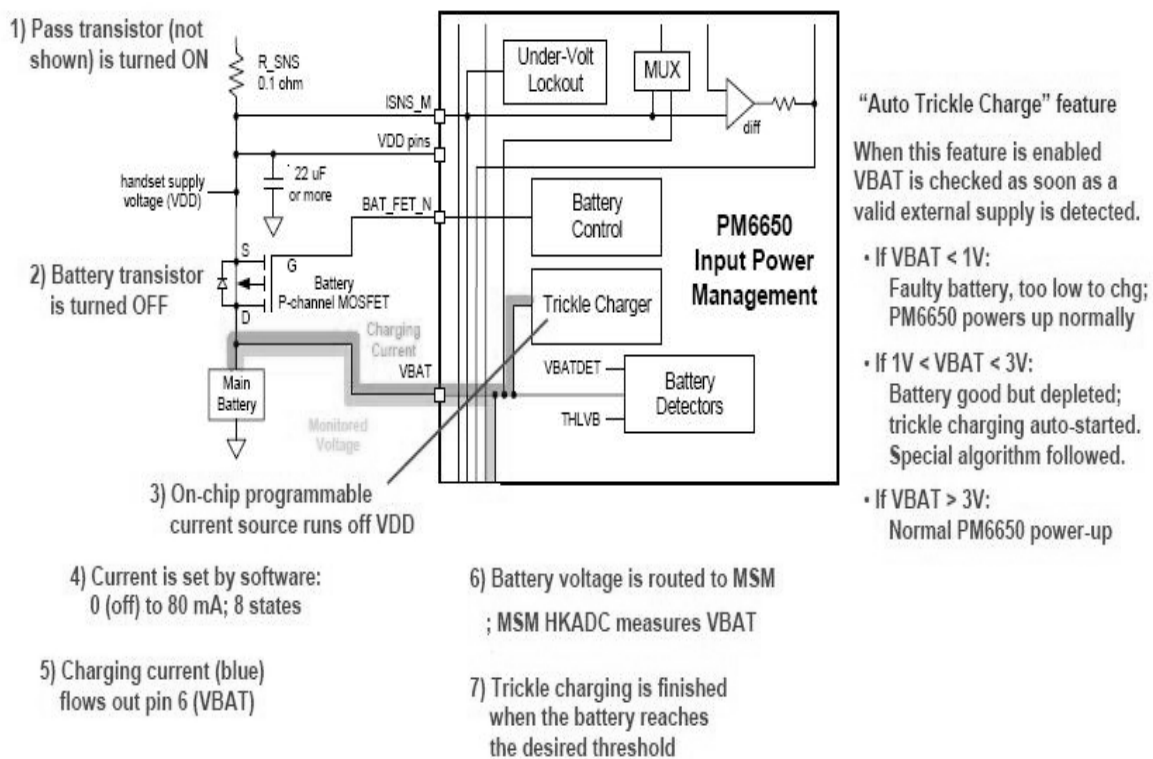 1) Pass transistor (not
shown) is turned ON
R_SNS
0.1 ohm
ISNS_M
VDD pins
22 uF
or more
handset supply
voltage (VDD)
BAT_FET_N
S
G
D
Battery
P-channel MOSFET
2) Battery transistor
is turned OFF
Charging
Current
VBAT
Main
Battery
Monitored
Voltage
Under-Volt
Lockout
MUX
diff
Battery
Control
PM6650
Input Power
Management
Trickle Charger
VBATDET
THLVB
Battery
Detectors
3) On-chip programmable
current source runs off VDD
4) Current is set by software:
0 (off) to 80 mA; 8 states
5) Charging current (blue)
flows out pin 6 (VBAT)
6) Battery voltage is routed to MSM
; MSM HKADC measures VBAT
7) Trickle charging is finished
when the battery reaches
the desired threshold
“Auto Trickle Charge” feature
When this feature is enabled
VBAT is checked as soon as a
valid external supply is detected.
• If VBAT < 1V:
Faulty battery, too low to chg;
PM6650 powers up normally
• If 1V < VBAT < 3V:
Battery good but depleted;
trickle charging auto-started.
Special algorithm followed.
• If VBAT > 3V:
Normal PM6650 power-up